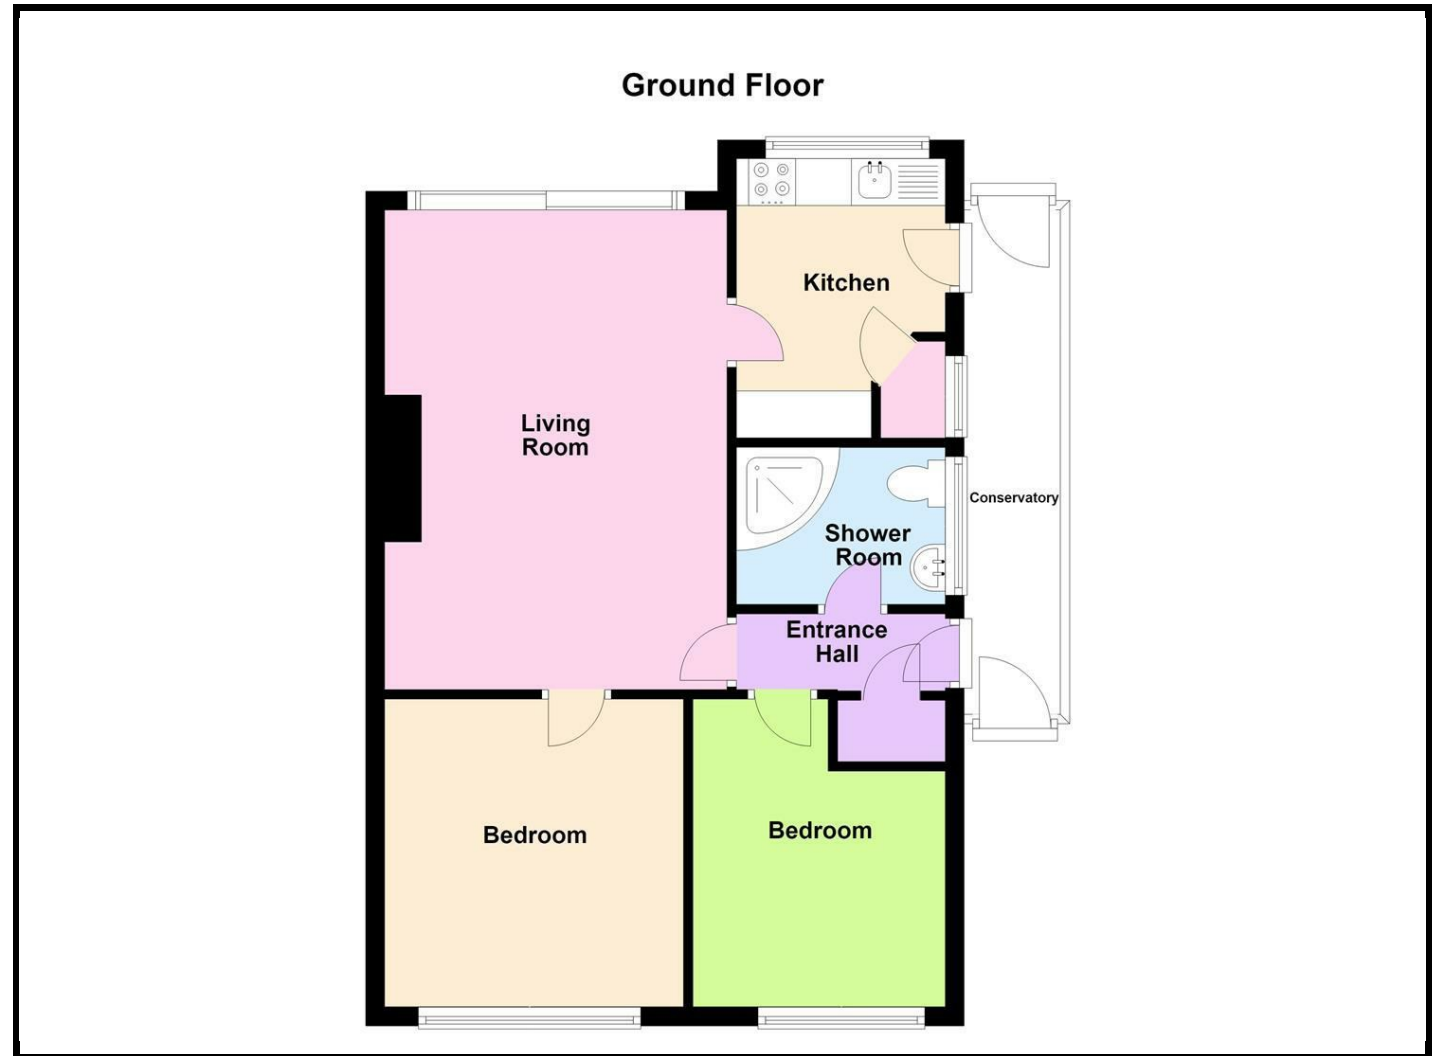 Ground Floor
Kitchen
Living
Room
Conservatory
Shower
Room
Entrance
Hall
Bedroom
Bedroom